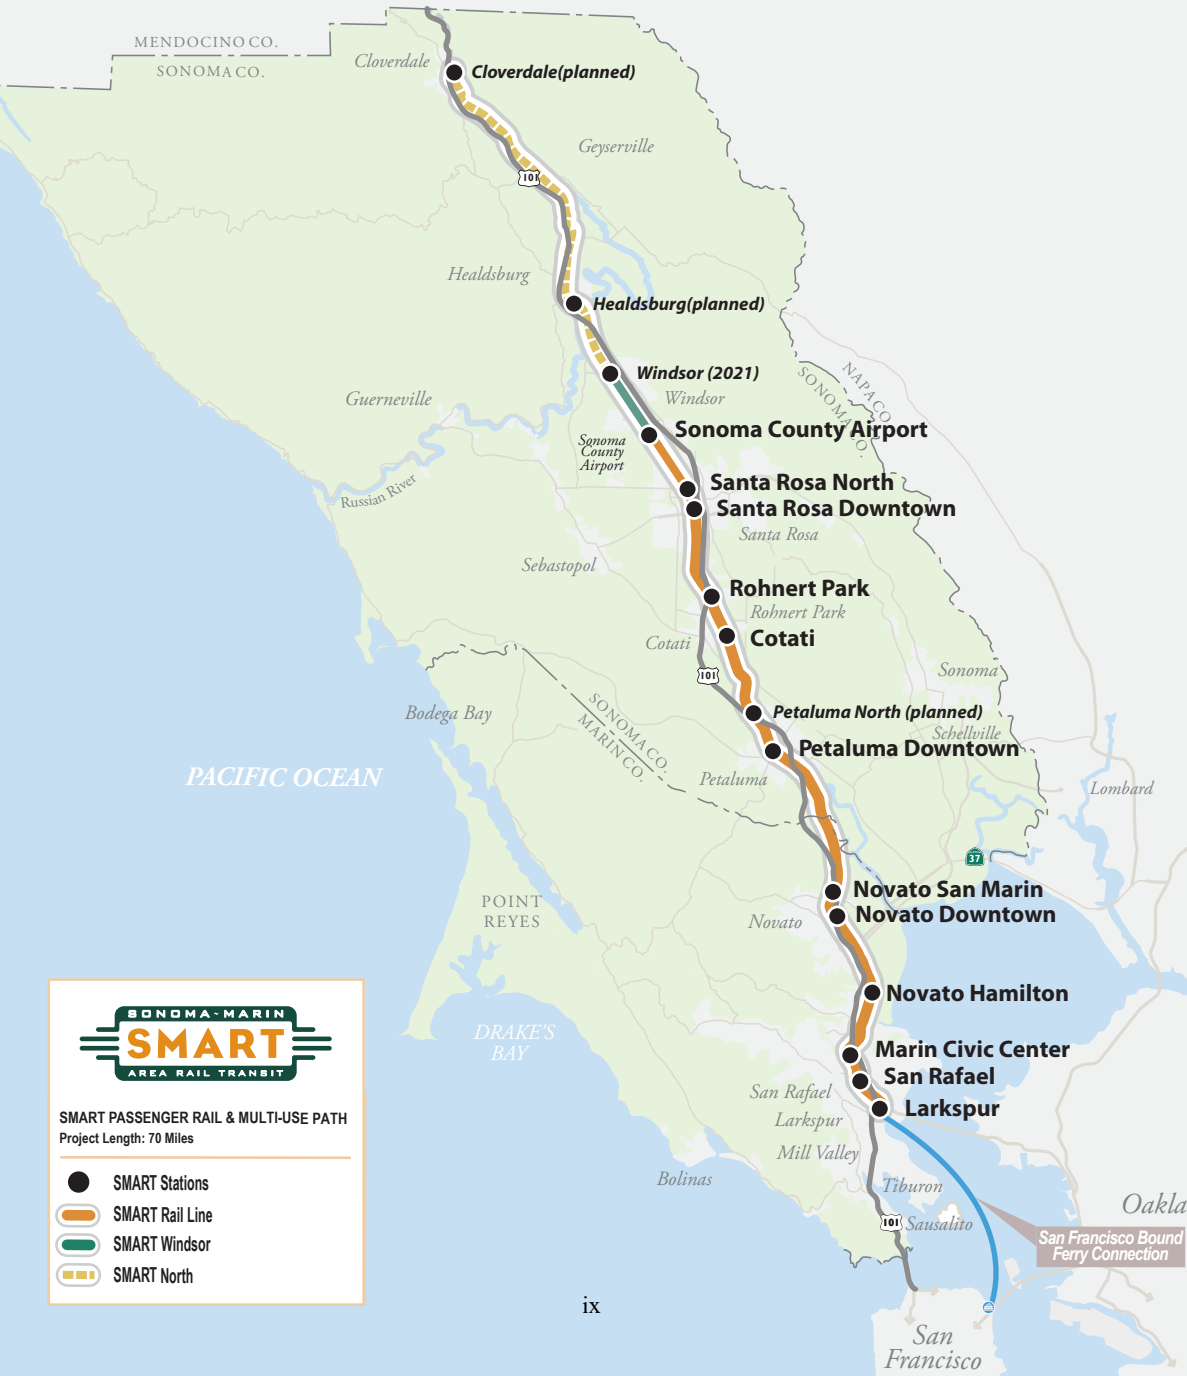 MENDOCINO CO.
SONOMA CO.
Cloverdale
Cloverdale(planned)
Geyserville
101
Healdsburg
Healdsburg(planned)
Windsor (2021)
Windsor
NAPA CO.
SONOMA CO.
Guerneville
Sonoma County Airport
Sonoma
County
Airport
Russian River
Santa Rosa North
Santa Rosa Downtown
Santa Rosa
Sebastopol
Rohnert Park
Rohnert Park
Cotati
Cotati
101
Sonoma
Bodega Bay
SONOMA CO.
MARIN CO.
Petaluma North (planned)
Schellville
Petaluma Downtown
Petaluma
PACIFIC OCEAN
Lombard
37
Novato San Marin
Novato Downtown
Novato
POINT
REYES
Novato Hamilton
DRAKE'S
BAY
Marin Civic Center
San Rafael
San Rafael
Larkspur
Larkspur
Mill Valley
Bolinas
Tiburon
101
Sausalito
Oakla
San Francisco Bound
Ferry Connection
San
Francisco
SONOMA-MARIN
SMART
AREA RAIL TRANSIT
SMART PASSENGER RAIL & MULTI-USE PATH
Project Length: 70 Miles
SMART Stations
SMART Rail Line
SMART Windsor
SMART North
ix